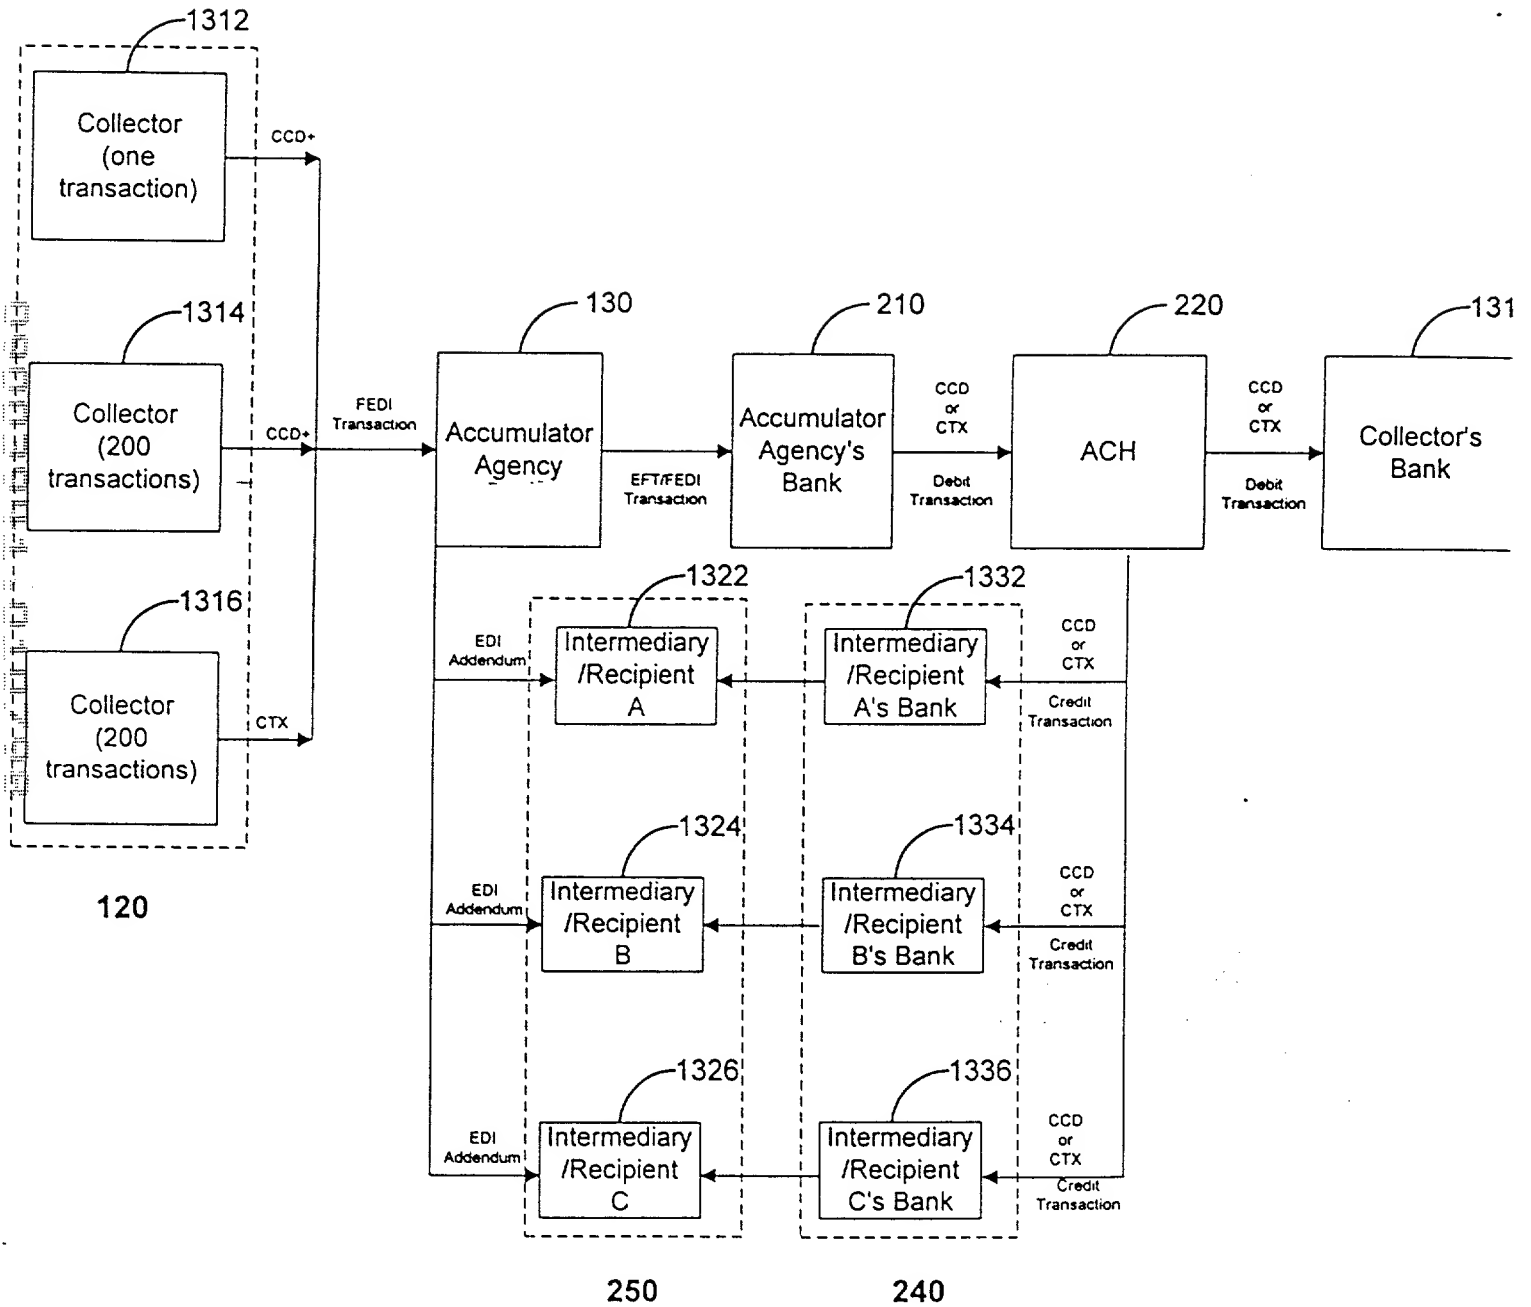 1312
Collector
(one
transaction)
CCD+
1314
Collector
(200
transactions)
CCD+
1316
Collector
(200
transactions)
CTX
120
FEDI
Transaction
130
Accumulator
Agency
EFT/FEDI
Transaction
210
Accumulator
Agency's
Bank
CCD
or
CTX
Debit
Transaction
220
ACH
CCD
or
CTX
Debit
Transaction
131
Collector's
Bank
EDI
Addendum
1322
Intermediary
/Recipient
A
1332
Intermediary
/Recipient
A's Bank
CCD
or
CTX
Credit
Transaction
EDI
Addendum
1324
Intermediary
/Recipient
B
1334
Intermediary
/Recipient
B's Bank
CCD
or
CTX
Credit
Transaction
EDI
Addendum
1326
Intermediary
/Recipient
C
1336
Intermediary
/Recipient
C's Bank
CCD
or
CTX
Credit
Transaction
250
240